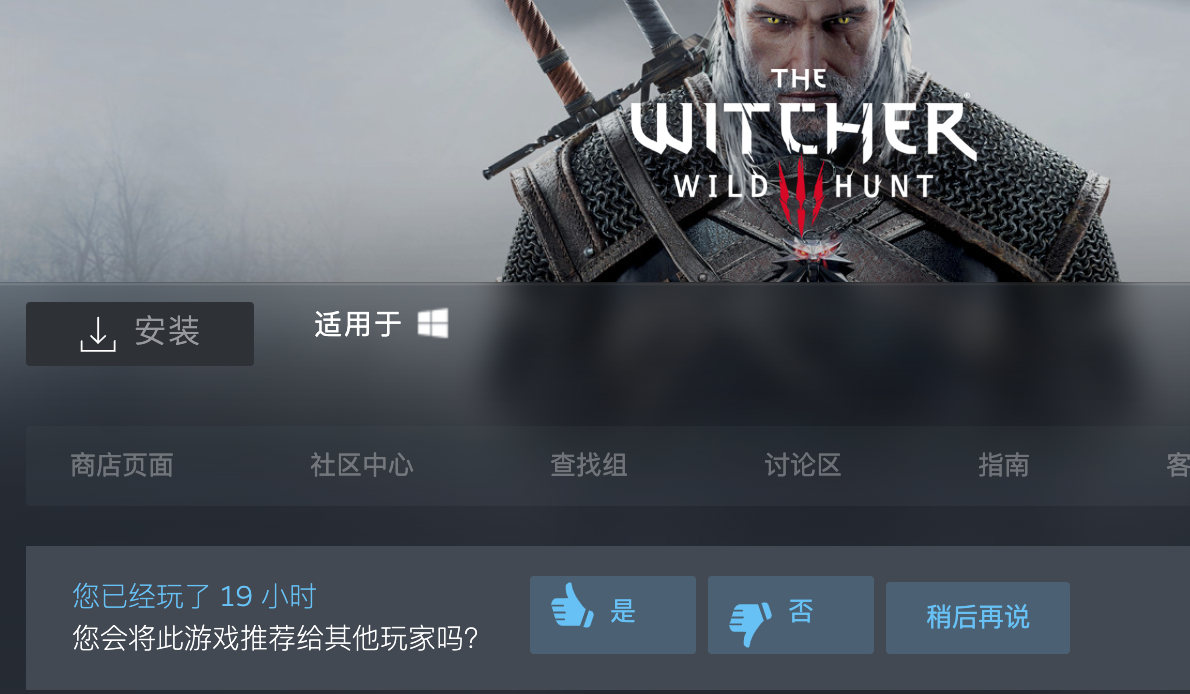 THE
WITCHER
WILD HUNT
安装
适用于
商店页面
社区中心
查找组
讨论区
指南
客
您已经玩了 19 小时
您会将此游戏推荐给其他玩家吗?
是
否
稍后再说